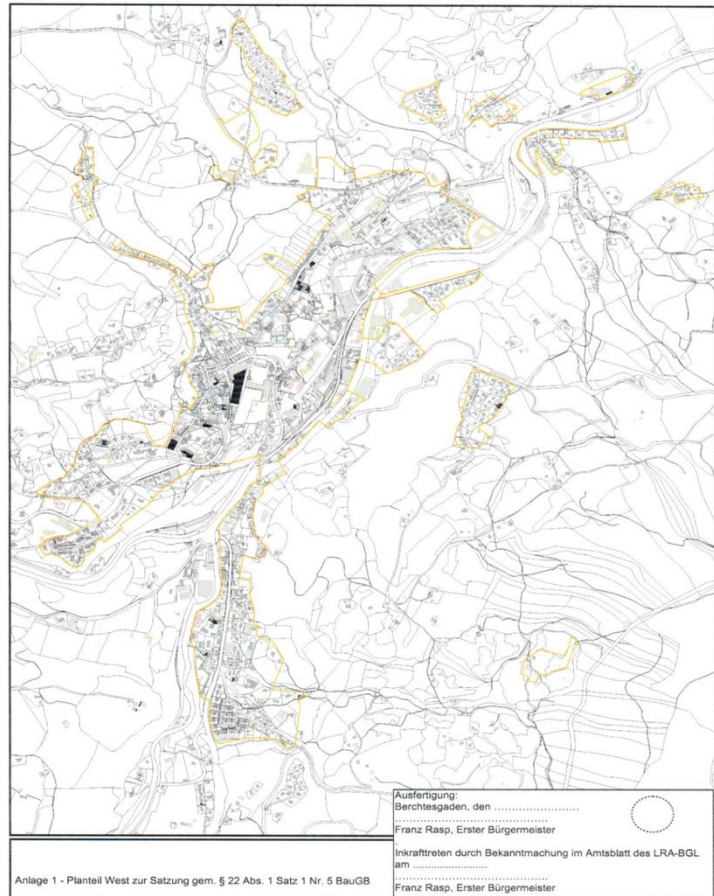 Ausfertigung:
Berchtesgaden, den .......................
................................................
Franz Rasp, Erster Bürgermeister
.
Inkrafttreten durch Bekanntmachung im Amtsblatt des LRA-BGL
am .......................
................................................
Franz Rasp, Erster Bürgermeister
Anlage 1 - Planteil West zur Satzung gem. § 22 Abs. 1 Satz 1 Nr. 5 BauGB